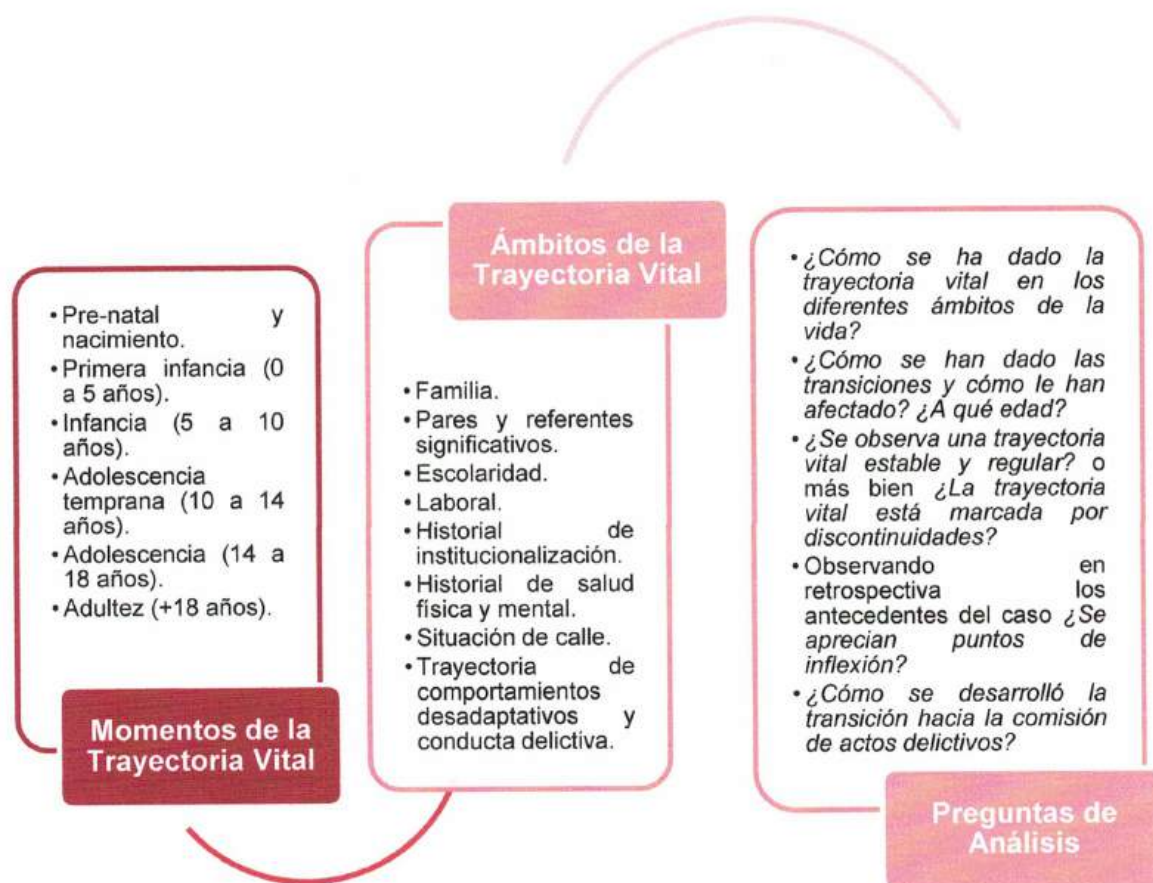 • Pre-natal y
nacimiento.
• Primera infancia (0
a 5 años).
• Infancia (5 a 10
años).
• Adolescencia
temprana (10 a 14
años).
• Adolescencia (14 a
18 años).
• Adultez (+18 años).
Momentos de la
Trayectoria Vital
Ámbitos de la
Trayectoria Vital
• Familia.
• Pares y referentes
significativos.
• Escolaridad.
• Laboral.
• Historial de
institucionalización.
• Historial de salud
física y mental.
• Situación de calle.
• Trayectoria de
comportamientos
desadaptativos y
conducta delictiva.
• ¿Cómo se ha dado la
trayectoria vital en los
diferentes ámbitos de la
vida?
• ¿Cómo se han dado las
transiciones y cómo le han
afectado? ¿A qué edad?
• ¿Se observa una trayectoria
vital estable y regular? o
más bien ¿La trayectoria
vital está marcada por
discontinuidades?
• Observando en
retrospectiva los
antecedentes del caso ¿Se
aprecian puntos de
inflexión?
• ¿Cómo se desarrolló la
transición hacia la comisión
de actos delictivos?
Preguntas de
Análisis